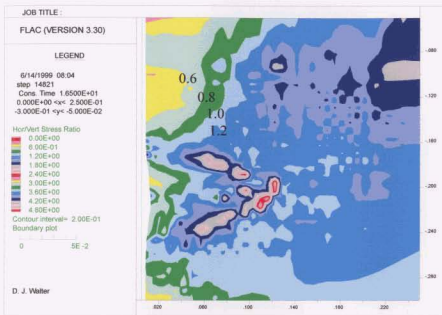 JOB TITLE :
FLAC (VERSION 3.30)
LEGEND
6/14/1999 08:04
step 14821
Cons. Time 1.6500E+01
0.000E+00 <x< 2.500E-01
-3.000E-01 <y< -5.000E-02
Hor/Vert Stress Ratio
0.00E+00
6.00E-01
1.20E+00
1.80E+00
2.40E+00
3.00E+00
3.60E+00
4.20E+00
4.80E+00
Contour interval= 2.00E-01
Boundary plot
0 5E -2
D. J. Walter
0.6
0.8
1.0
1.2
-.080
-.120
-.160
-.200
-.240
-.280
.020 .060 .100 .140 .180 .220